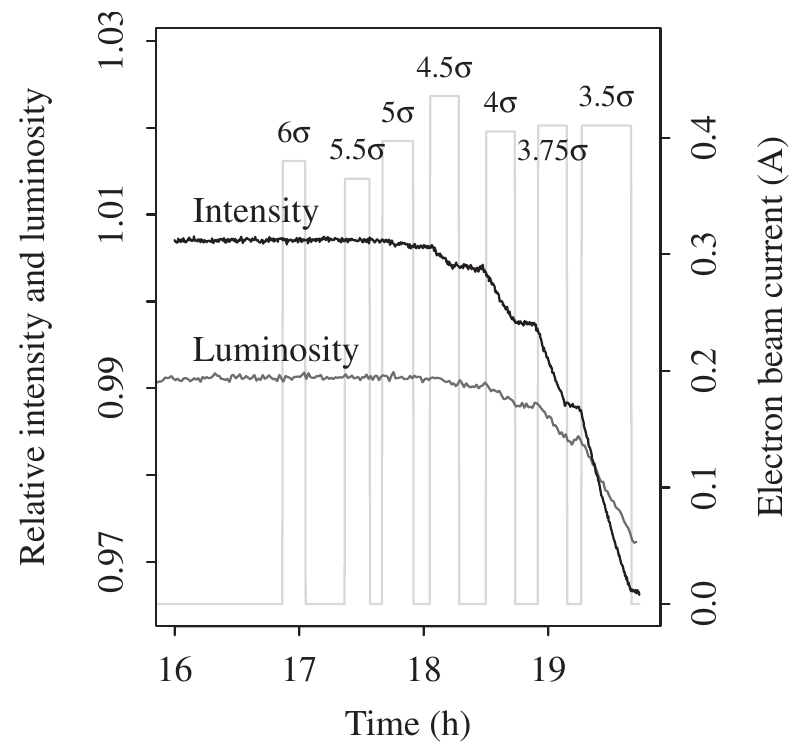 Relative intensity and luminosity
1.03
1.01
0.99
0.97
6σ
5.5σ
5σ
4.5σ
4σ
3.75σ
3.5σ
Intensity
Luminosity
0.4
0.3
0.2
0.1
0.0
Electron beam current (A)
16 17 18 19
Time (h)